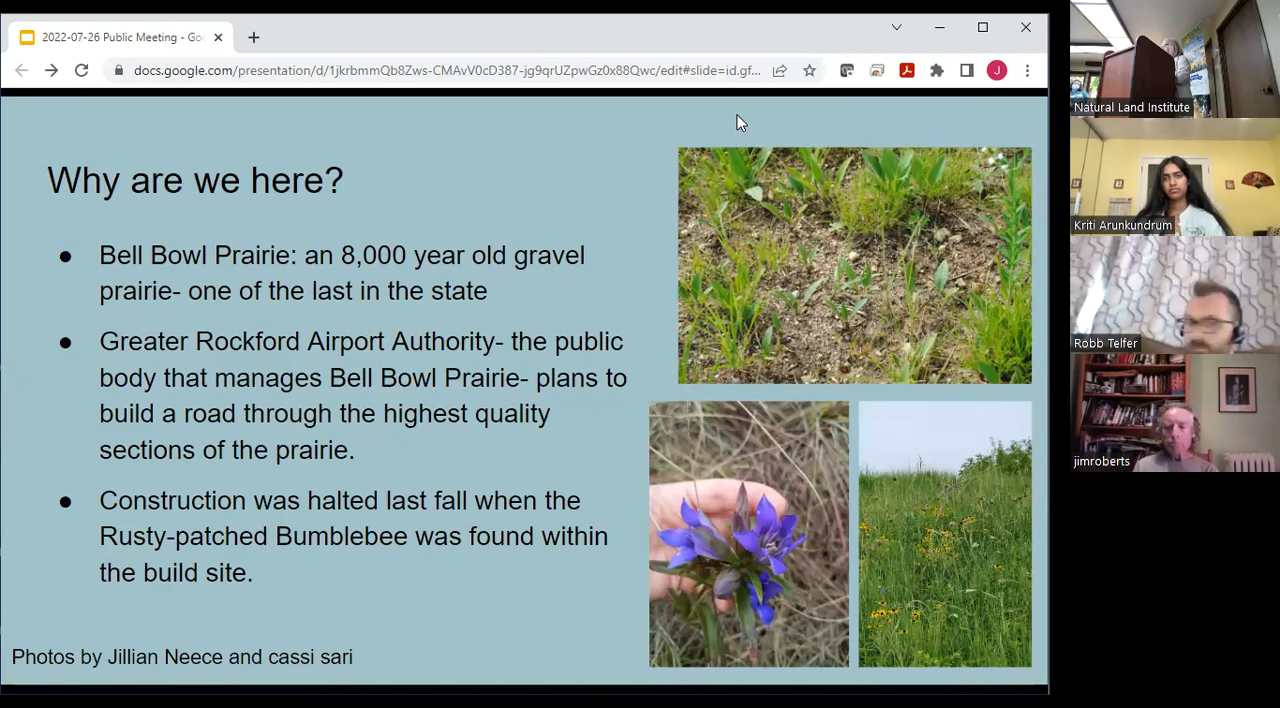 2022-07-26 Public Meeting - Goo
docs.google.com/presentation/d/1jkrbmmQb8Zws-CMAvV0cD387-jg9qrUZpwGz0x88Qwc/edit#slide=id.gf...
J
Why are we here?
● Bell Bowl Prairie: an 8,000 year old gravel
prairie- one of the last in the state
● Greater Rockford Airport Authority- the public
body that manages Bell Bowl Prairie- plans to
build a road through the highest quality
sections of the prairie.
● Construction was halted last fall when the
Rusty-patched Bumblebee was found within
the build site.
Photos by Jillian Neece and cassi sari
Natural Land Institute
Kriti Arunkundrum
Robb Telfer
jimroberts